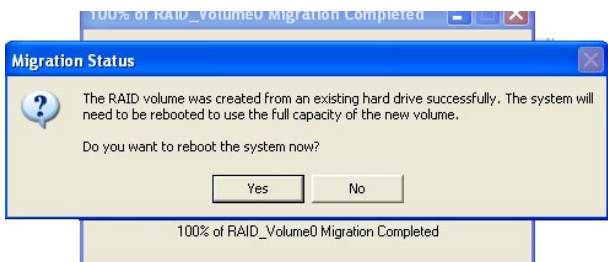 100% of RAID_Volume0 Migration Completed
Migration Status
The RAID volume was created from an existing hard drive successfully. The system will
need to be rebooted to use the full capacity of the new volume.
Do you want to reboot the system now?
Yes
No
100% of RAID_Volume0 Migration Completed